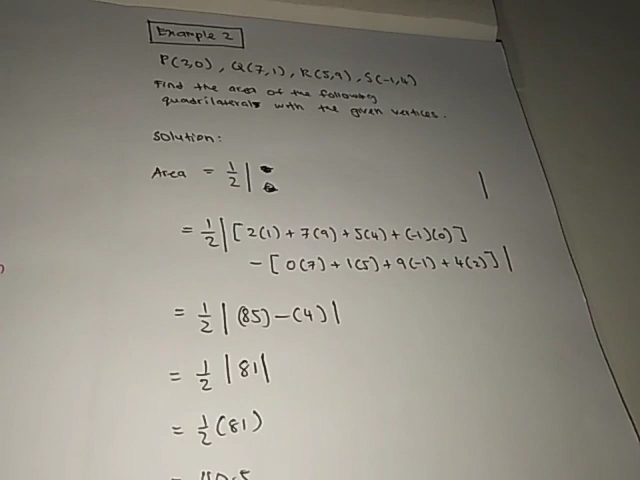 Example 2
P(2,0), Q(7,1), R(5,9), S(-1,4)
Find the area of the following
quadrilaterals with the given vertices.
Solution:
Area = 1/2 | |
= 1/2 | [2(1) + 7(9) + 5(4) + (-1)(0)]
- [0(7) + 1(5) + 9(-1) + 4(2)] |
= 1/2 | (85) - (4) |
= 1/2 | 81 |
= 1/2 (81)